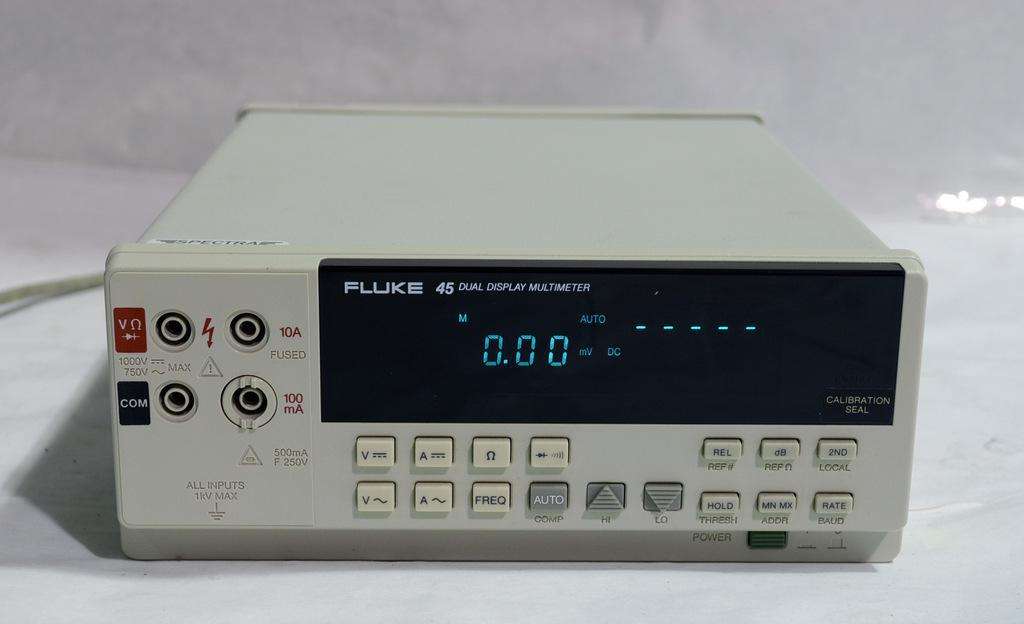 SPECTRA
FLUKE 45 DUAL DISPLAY MULTIMETER
M AUTO - - - - -
0.00 mV DC
CALIBRATION
SEAL
VΩ
10A
FUSED
1000V MAX
750V
COM
100
mA
500mA
F 250V
ALL INPUTS
1kV MAX
V A Ω
V A FREQ AUTO
COMP HI LO
REL dB 2ND
REF # REF Ω LOCAL
HOLD MN MX RATE
THRESH ADDR BAUD
POWER